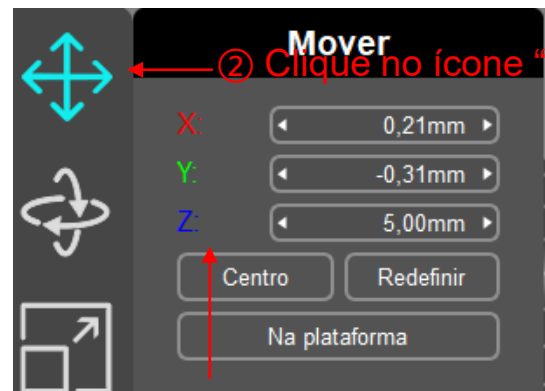 Mover
② Clique no ícone “
X:
0,21mm
Y:
-0,31mm
Z:
5,00mm
Centro
Redefinir
Na plataforma